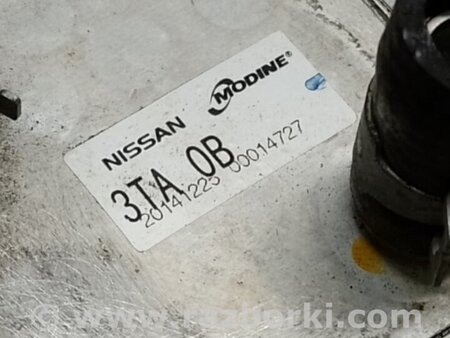 NISSAN MODINE®
3TA 0B
20141225 00014727
© www.razborki.com